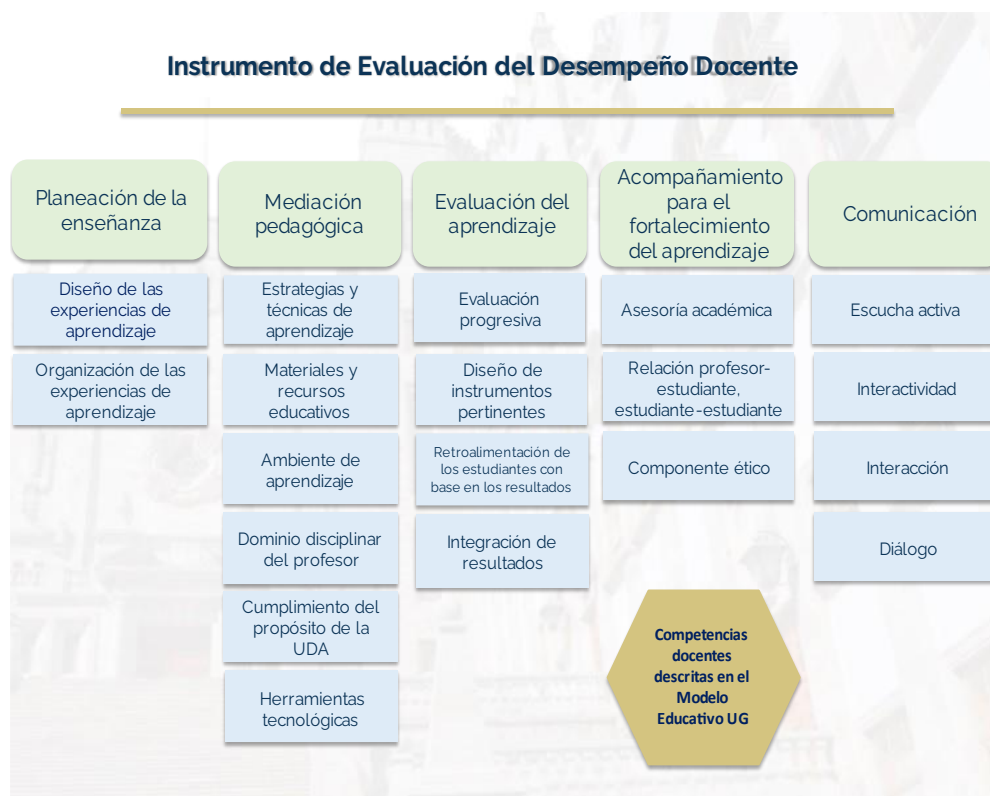 Instrumento de Evaluación del Desempeño Docente
Planeación de la
enseñanza
Diseño de las
experiencias de
aprendizaje
Organización de las
experiencias de
aprendizaje
Mediación
pedagógica
Estrategias y
técnicas de
aprendizaje
Materiales y
recursos
educativos
Ambiente de
aprendizaje
Dominio disciplinar
del profesor
Cumplimiento del
propósito de la
UDA
Herramientas
tecnológicas
Evaluación del
aprendizaje
Evaluación
progresiva
Diseño de
instrumentos
pertinentes
Retroalimentación de
los estudiantes con
base en los resultados
Integración de
resultados
Acompañamiento
para el
fortalecimiento
del aprendizaje
Asesoría académica
Relación profesor-
estudiante,
estudiante-estudiante
Componente ético
Comunicación
Escucha activa
Interactividad
Interacción
Diálogo
Competencias
docentes
descritas en el
Modelo
Educativo UG